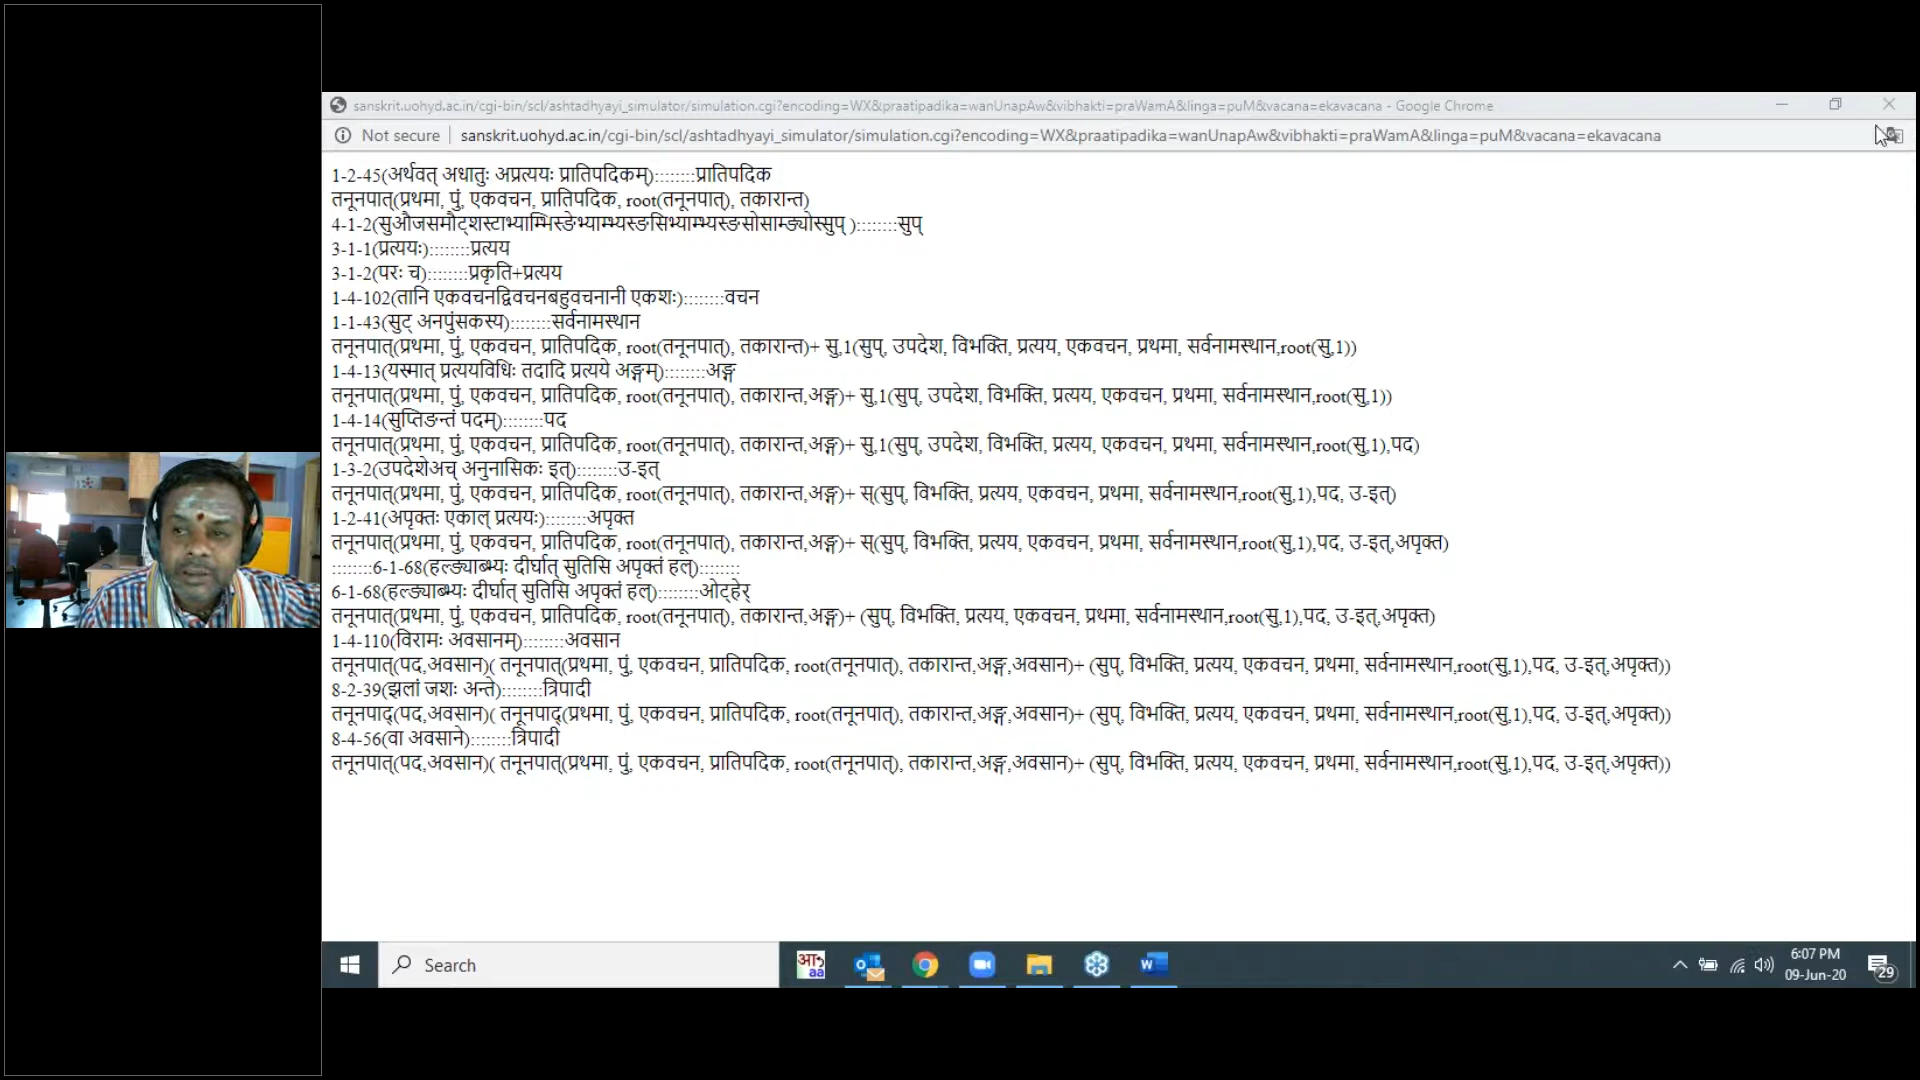 sanskrit.uohyd.ac.in/cgi-bin/scl/ashtadhyayi_simulator/simulation.cgi?encoding=WX&praatipadika=wanUnapAw&vibhakti=praWamA&linga=puM&vacana=ekavacana - Google Chrome
Not secure | sanskrit.uohyd.ac.in/cgi-bin/scl/ashtadhyayi_simulator/simulation.cgi?encoding=WX&praatipadika=wanUnapAw&vibhakti=praWamA&linga=puM&vacana=ekavacana
1-2-45(अर्थवत् अधातुः अप्रत्ययः प्रातिपदिकम्)::::::::प्रातिपदिक
तनूनपात्(प्रथमा, पुं, एकवचन, प्रातिपदिक, root(तनूनपात्), तकारान्त)
4-1-2(सुऔजसमौट्शस्टाभ्याम्भिस्ङेभ्याम्भ्यस्ङसिभ्याम्भ्यस्ङसोसाम्ङ्योस्सुप् )::::::::सुप्
3-1-1(प्रत्ययः)::::::::प्रत्यय
3-1-2(परः च)::::::::प्रकृति+प्रत्यय
1-4-102(तानि एकवचनद्विवचनबहुवचनानी एकशः)::::::::वचन
1-1-43(सुट् अनपुंसकस्य)::::::::सर्वनामस्थान
तनूनपात्(प्रथमा, पुं, एकवचन, प्रातिपदिक, root(तनूनपात्), तकारान्त)+ सु,1(सुप्, उपदेश, विभक्ति, प्रत्यय, एकवचन, प्रथमा, सर्वनामस्थान,root(सु,1))
1-4-13(यस्मात् प्रत्ययविधिः तदादि प्रत्यये अङ्गम्)::::::::अङ्ग
तनूनपात्(प्रथमा, पुं, एकवचन, प्रातिपदिक, root(तनूनपात्), तकारान्त,अङ्ग)+ सु,1(सुप्, उपदेश, विभक्ति, प्रत्यय, एकवचन, प्रथमा, सर्वनामस्थान,root(सु,1))
1-4-14(सुप्तिङन्तं पदम्)::::::::पद
तनूनपात्(प्रथमा, पुं, एकवचन, प्रातिपदिक, root(तनूनपात्), तकारान्त,अङ्ग)+ सु,1(सुप्, उपदेश, विभक्ति, प्रत्यय, एकवचन, प्रथमा, सर्वनामस्थान,root(सु,1),पद)
1-3-2(उपदेशेअच् अनुनासिकः इत्)::::::::उ-इत्
तनूनपात्(प्रथमा, पुं, एकवचन, प्रातिपदिक, root(तनूनपात्), तकारान्त,अङ्ग)+ स्(सुप्, विभक्ति, प्रत्यय, एकवचन, प्रथमा, सर्वनामस्थान,root(सु,1),पद, उ-इत्)
1-2-41(अपृक्तः एकाल् प्रत्ययः)::::::::अपृक्त
तनूनपात्(प्रथमा, पुं, एकवचन, प्रातिपदिक, root(तनूनपात्), तकारान्त,अङ्ग)+ स्(सुप्, विभक्ति, प्रत्यय, एकवचन, प्रथमा, सर्वनामस्थान,root(सु,1),पद, उ-इत्,अपृक्त)
::::::::6-1-68(हल्ङ्याब्भ्यः दीर्घात् सुतिसि अपृक्तं हल्)::::::::
6-1-68(हल्ङ्याब्भ्यः दीर्घात् सुतिसि अपृक्तं हल्)::::::::ओट्हेर्
तनूनपात्(प्रथमा, पुं, एकवचन, प्रातिपदिक, root(तनूनपात्), तकारान्त,अङ्ग)+ (सुप्, विभक्ति, प्रत्यय, एकवचन, प्रथमा, सर्वनामस्थान,root(सु,1),पद, उ-इत्,अपृक्त)
1-4-110(विरामः अवसानम्)::::::::अवसान
तनूनपात्(पद,अवसान)( तनूनपात्(प्रथमा, पुं, एकवचन, प्रातिपदिक, root(तनूनपात्), तकारान्त,अङ्ग,अवसान)+ (सुप्, विभक्ति, प्रत्यय, एकवचन, प्रथमा, सर्वनामस्थान,root(सु,1),पद, उ-इत्,अपृक्त))
8-2-39(झलां जशः अन्ते)::::::::त्रिपादी
तनूनपाद्(पद,अवसान)( तनूनपाद्(प्रथमा, पुं, एकवचन, प्रातिपदिक, root(तनूनपात्), तकारान्त,अङ्ग,अवसान)+ (सुप्, विभक्ति, प्रत्यय, एकवचन, प्रथमा, सर्वनामस्थान,root(सु,1),पद, उ-इत्,अपृक्त))
8-4-56(वा अवसाने)::::::::त्रिपादी
तनूनपात्(पद,अवसान)( तनूनपात्(प्रथमा, पुं, एकवचन, प्रातिपदिक, root(तनूनपात्), तकारान्त,अङ्ग,अवसान)+ (सुप्, विभक्ति, प्रत्यय, एकवचन, प्रथमा, सर्वनामस्थान,root(सु,1),पद, उ-इत्,अपृक्त))
Search
aa
6:07 PM
09-Jun-20
29